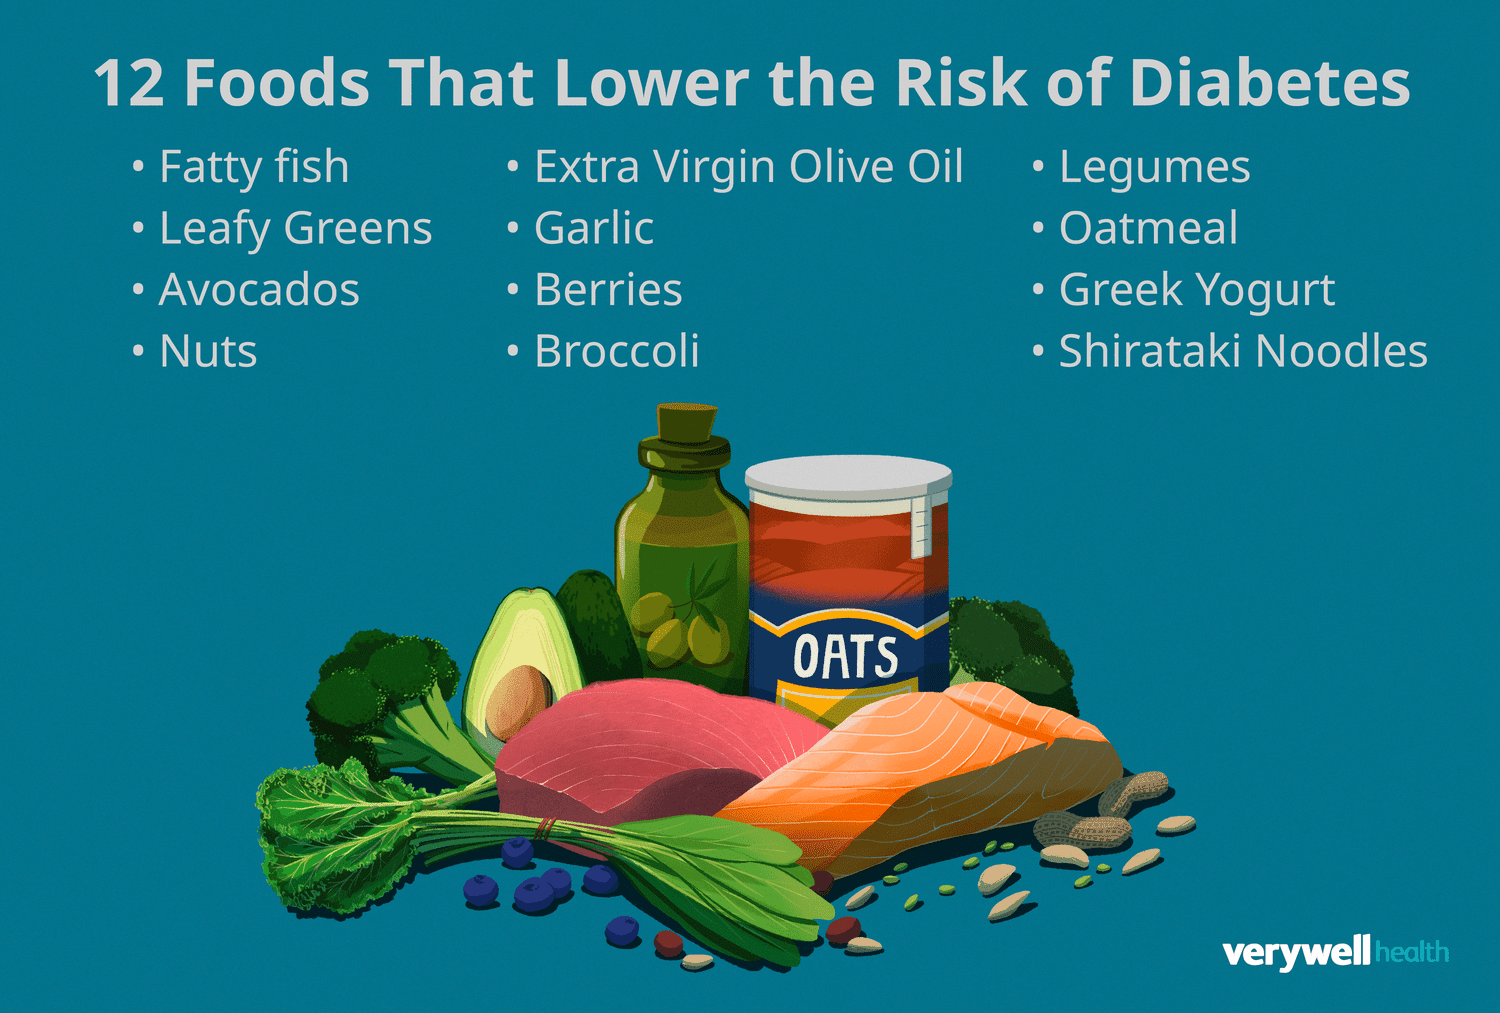 12 Foods That Lower the Risk of Diabetes
• Fatty fish
• Leafy Greens
• Avocados
• Nuts
• Extra Virgin Olive Oil
• Garlic
• Berries
• Broccoli
• Legumes
• Oatmeal
• Greek Yogurt
• Shirataki Noodles
OATS
verywell health